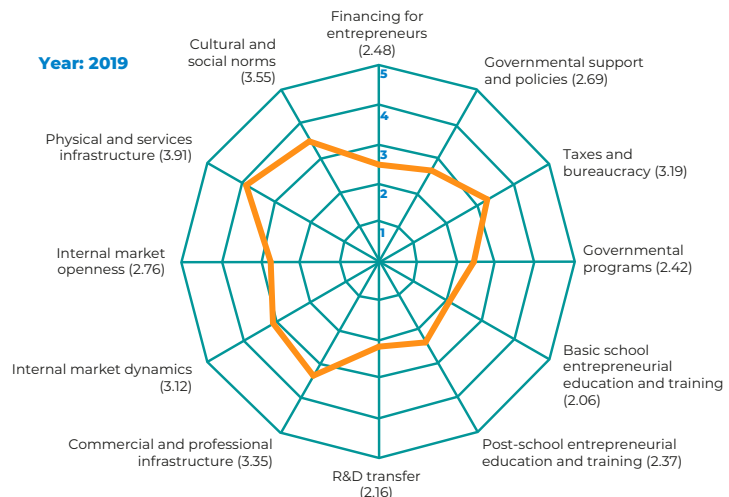 Year: 2019
Financing for
entrepreneurs
(2.48)
Governmental support
and policies (2.69)
Taxes and
bureaucracy (3.19)
Governmental
programs (2.42)
Basic school
entrepreneurial
education and training
(2.06)
Post-school entrepreneurial
education and training (2.37)
R&D transfer
(2.16)
Commercial and professional
infrastructure (3.35)
Internal market dynamics
(3.12)
Internal market
openness (2.76)
Physical and services
infrastructure (3.91)
Cultural and
social norms
(3.55)
5
4
3
2
1